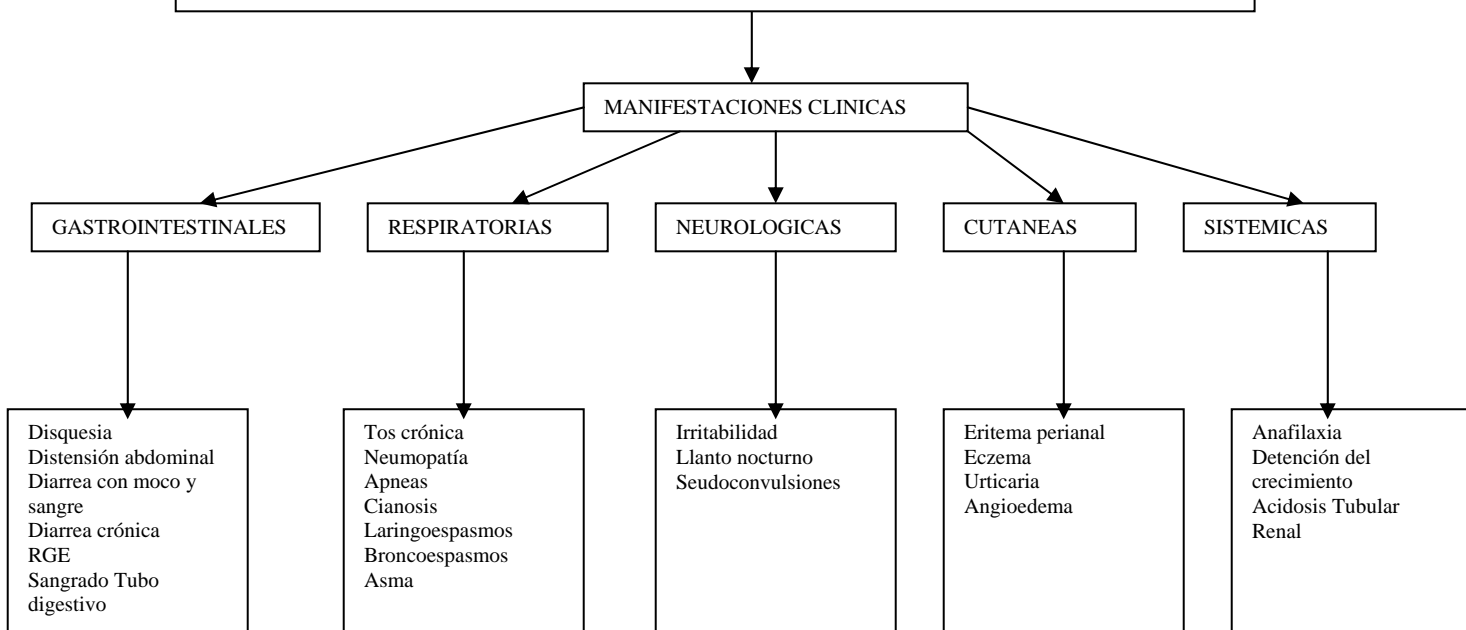 MANIFESTACIONES CLINICAS
GASTROINTESTINALES
RESPIRATORIAS
NEUROLOGICAS
CUTANEAS
SISTEMICAS
Disquesia
Distensión abdominal
Diarrea con moco y
sangre
Diarrea crónica
RGE
Sangrado Tubo
digestivo
Tos crónica
Neumopatía
Apneas
Cianosis
Laringoespasmos
Broncoespasmos
Asma
Irritabilidad
Llanto nocturno
Seudoconvulsiones
Eritema perianal
Eczema
Urticaria
Angioedema
Anafilaxia
Detención del
crecimiento
Acidosis Tubular
Renal